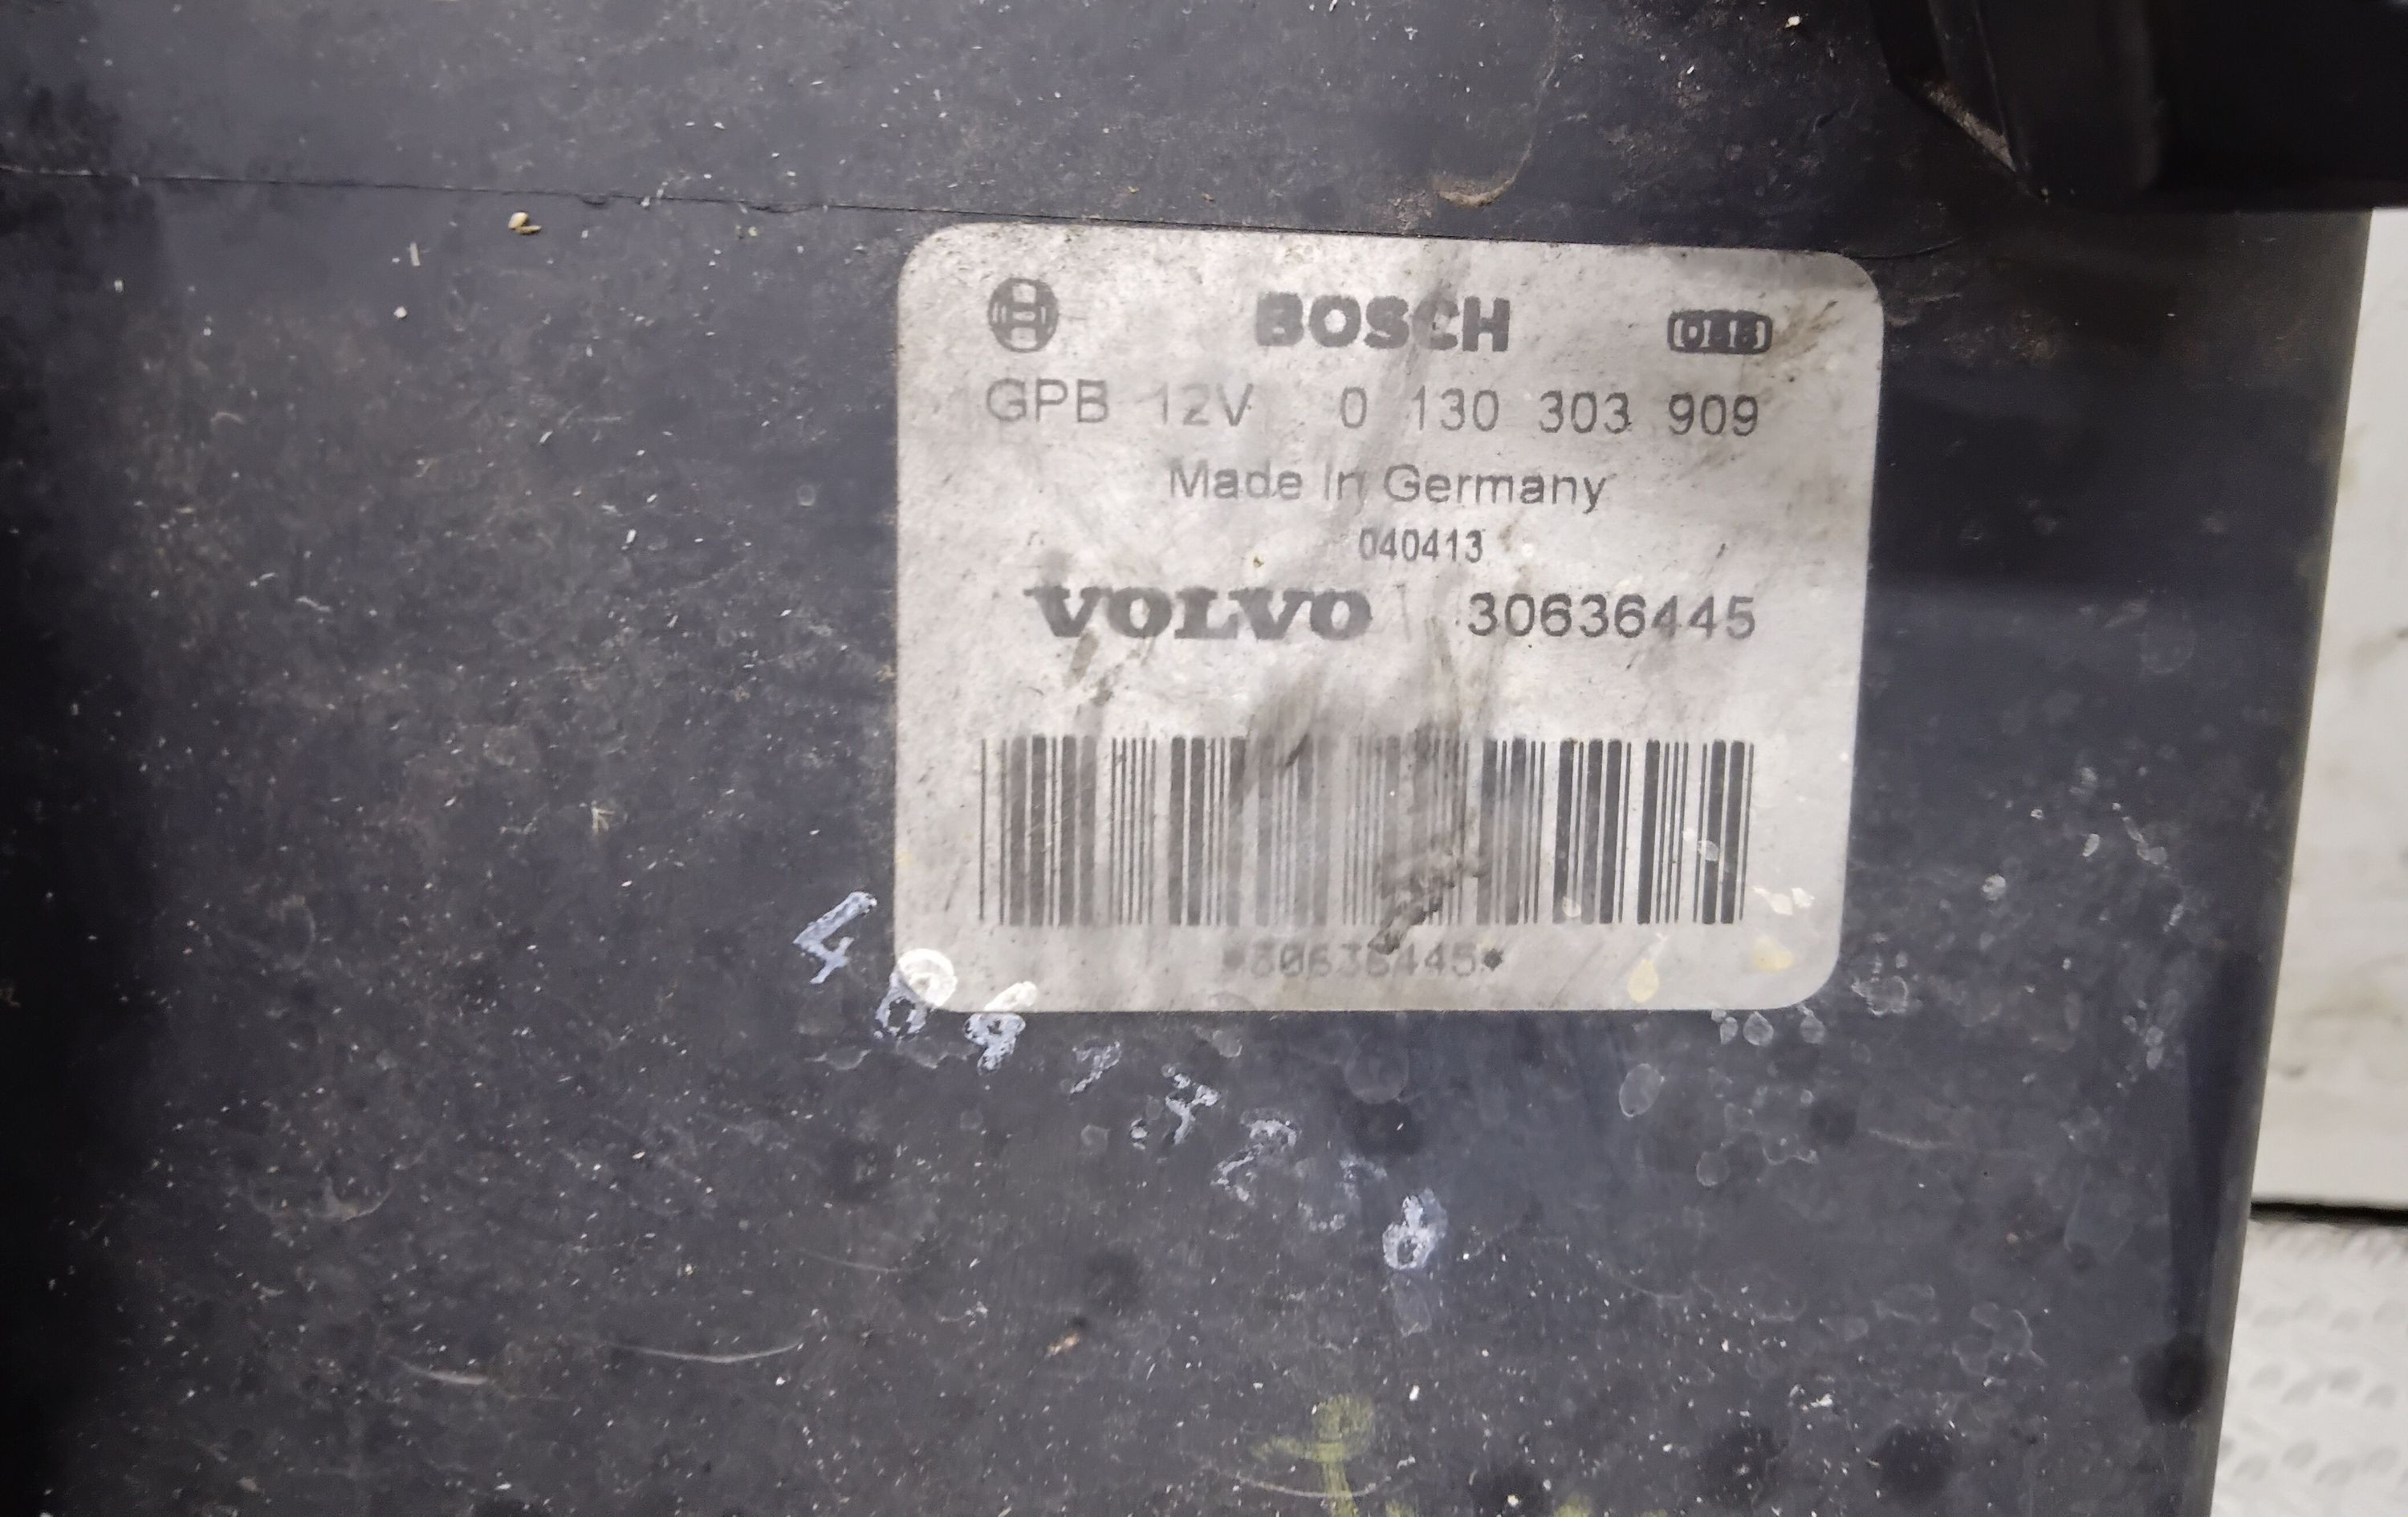 BOSCH
GPB 12V 0 130 303 909
Made In Germany
040413
VOLVO 30636445
*30636445*